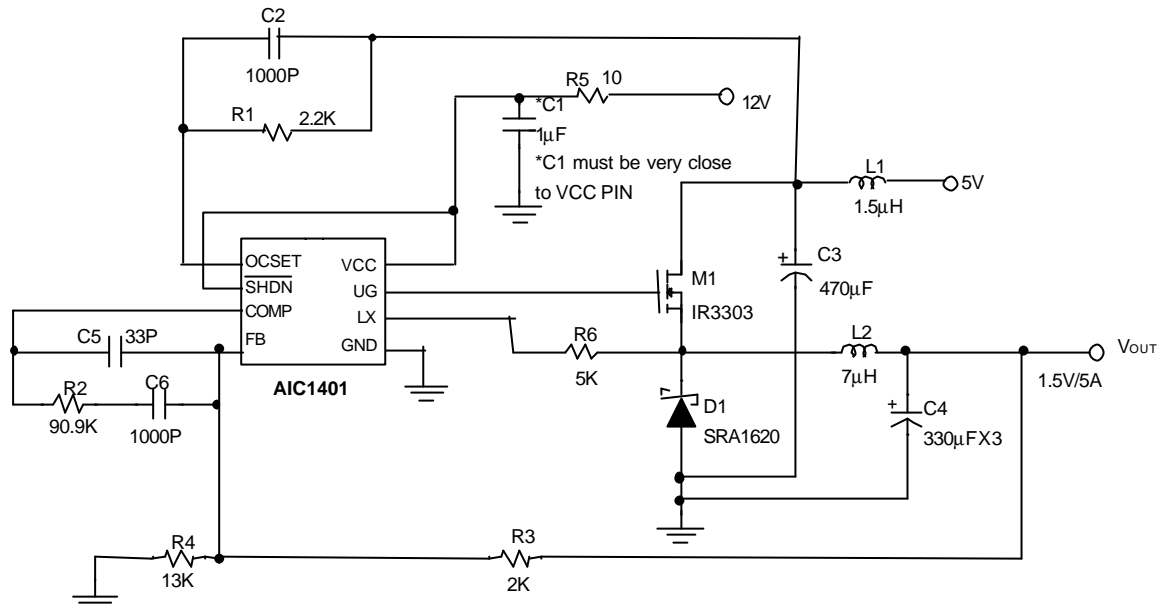 C2
1000P
R1
2.2K
R5
10
12V
*C1
1µF
*C1 must be very close
to VCC PIN
L1
5V
1.5µH
OCSET
SHDN
COMP
FB
VCC
UG
LX
GND
AIC1401
M1
IR3303
C3
470µF
C5
33P
R2
90.9K
C6
1000P
R6
5K
L2
7µH
VOUT
1.5V/5A
D1
SRA1620
C4
330µFX3
R4
13K
R3
2K